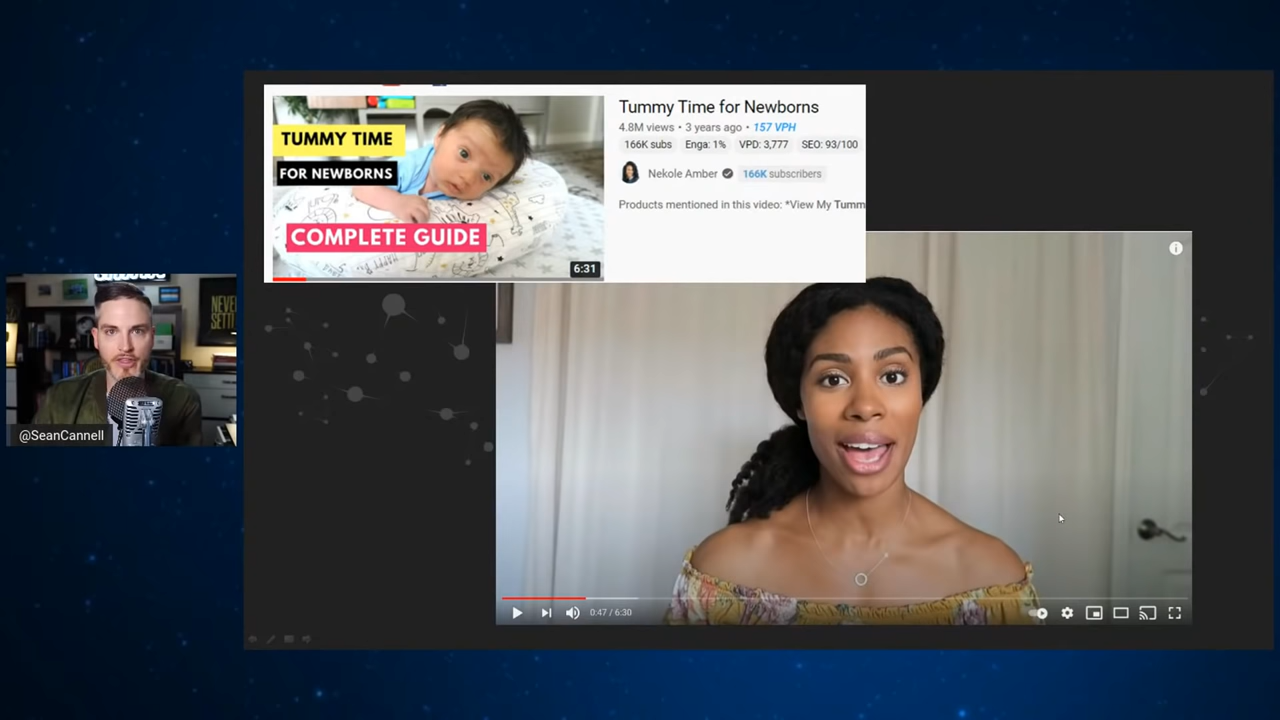 TUMMY TIME
FOR NEWBORNS
COMPLETE GUIDE
6:31
Tummy Time for Newborns
4.8M views • 3 years ago • 157 VPH
166K subs Enga: 1% VPD: 3,777 SEO: 93/100
Nekole Amber 166K subscribers
Products mentioned in this video: *View My Tumm
NEVER
SETTL
@SeanCannell
0:47 / 6:30